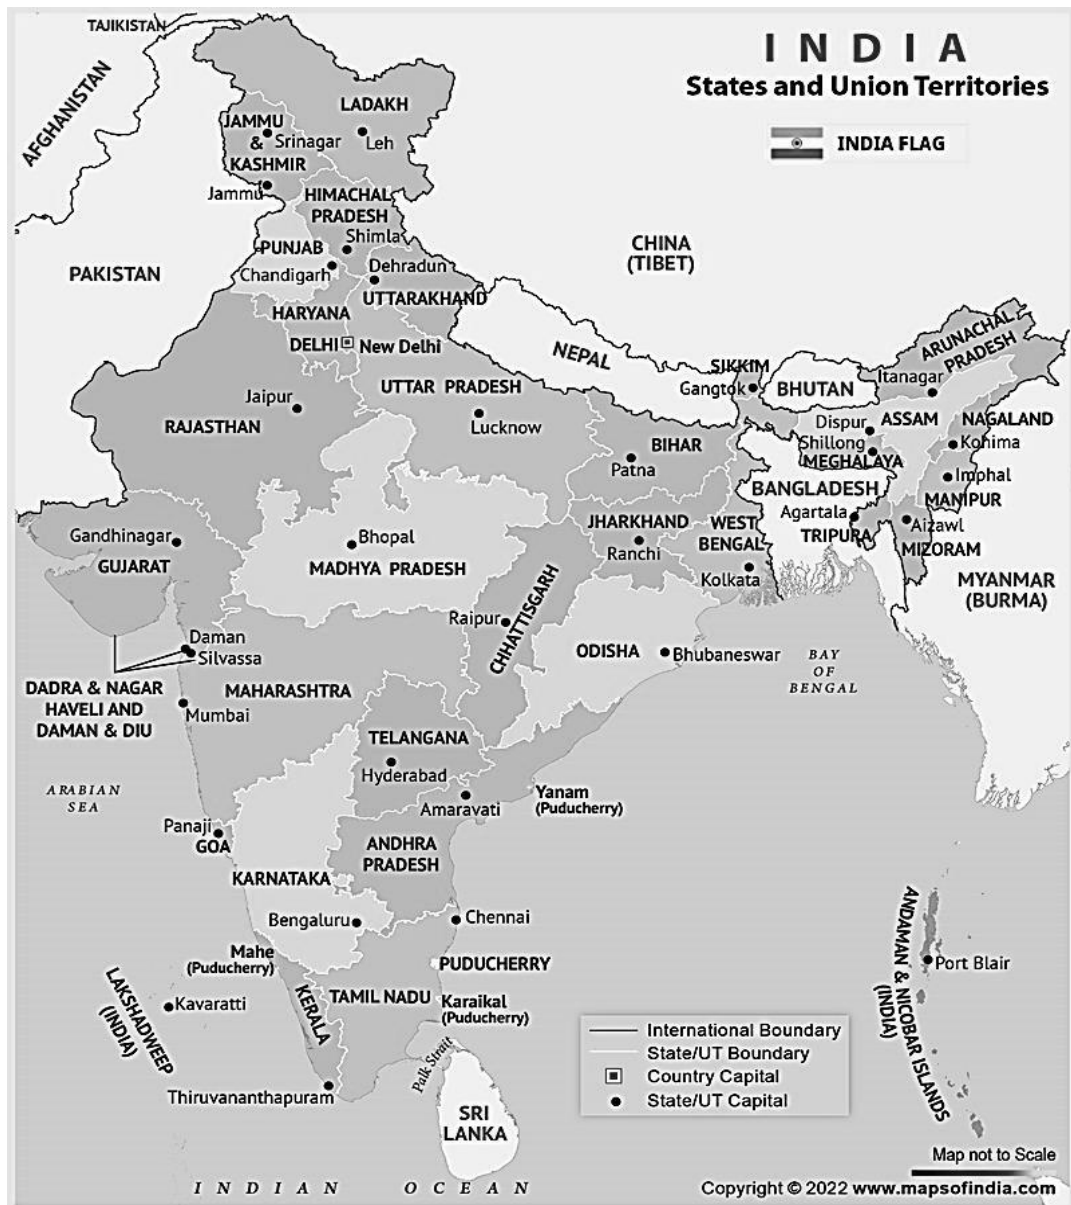 INDIA
States and Union Territories
INDIA FLAG
TAJIKISTAN
AFGHANISTAN
PAKISTAN
CHINA
(TIBET)
NEPAL
BHUTAN
BANGLADESH
MYANMAR
(BURMA)
SRI
LANKA
LADAKH
Leh
JAMMU
&
KASHMIR
Srinagar
Jammu
HIMACHAL
PRADESH
Shimla
PUNJAB
Chandigarh
Dehradun
UTTARAKHAND
HARYANA
DELHI
New Delhi
UTTAR PRADESH
Lucknow
Jaipur
RAJASTHAN
BIHAR
Patna
SIKKIM
Gangtok
ARUNACHAL
PRADESH
Itanagar
Dispur
ASSAM
NAGALAND
Kohima
Shillong
MEGHALAYA
Imphal
MANIPUR
Agartala
TRIPURA
Aizawl
MIZORAM
Gandhinagar
GUJARAT
Bhopal
MADHYA PRADESH
JHARKHAND
Ranchi
WEST
BENGAL
Kolkata
Raipur
CHHATTISGARH
ODISHA
Bhubaneswar
BAY
OF
BENGAL
Daman
Silvassa
DADRA & NAGAR
HAVELI AND
DAMAN & DIU
MAHARASHTRA
Mumbai
TELANGANA
Hyderabad
ARABIAN
SEA
Amaravati
Yanam
(Puducherry)
Panaji
GOA
ANDHRA
PRADESH
KARNATAKA
Bengaluru
Chennai
Mahe
(Puducherry)
PUDUCHERRY
LAKSHADWEEP
(INDIA)
Kavaratti
KERALA
TAMIL NADU
Karaikal
(Puducherry)
Palk Strait
Thiruvananthapuram
ANDAMAN & NICOBAR ISLANDS
(INDIA)
Port Blair
International Boundary
State/UT Boundary
Country Capital
State/UT Capital
INDIAN OCEAN
Map not to Scale
Copyright © 2022 www.mapsofindia.com